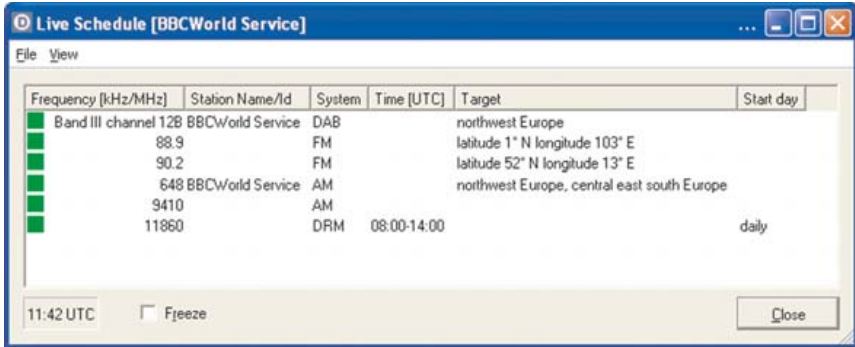 D Live Schedule [BBCWorld Service] ...
File View
Frequency [kHz/MHz] Station Name/Id System Time [UTC] Target Start day
Band III channel 12B BBCWorld Service DAB northwest Europe
88.9 FM latitude 1° N longitude 103° E
90.2 FM latitude 52° N longitude 13° E
648 BBCWorld Service AM northwest Europe, central east south Europe
9410 AM
11860 DRM 08:00-14:00 daily
11:42 UTC Freeze Close